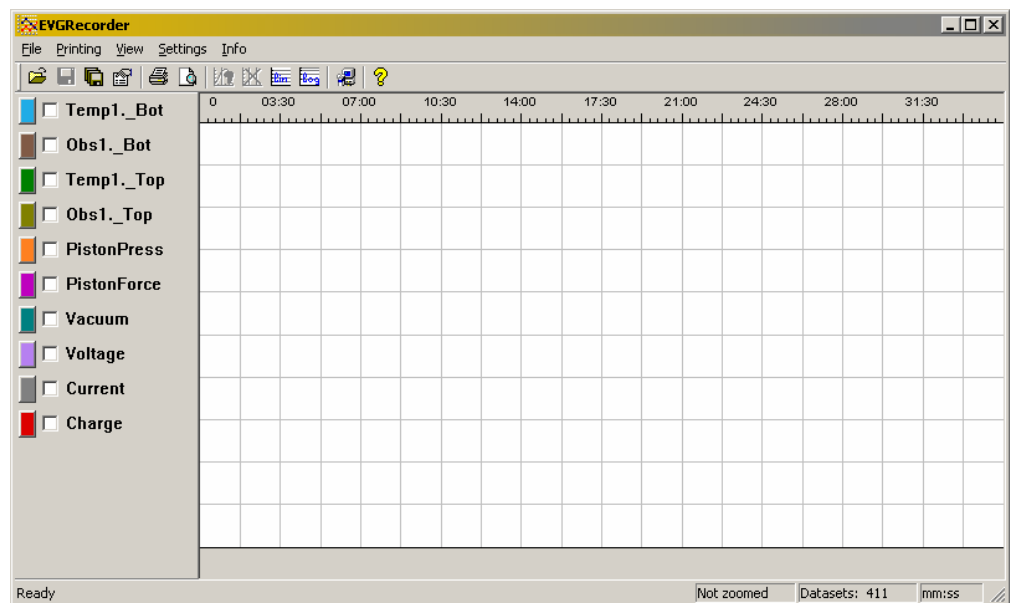 EVGRecorder
File Printing View Settings Info
Lin Log
0 03:30 07:00 10:30 14:00 17:30 21:00 24:30 28:00 31:30
Temp1._Bot
Obs1._Bot
Temp1._Top
Obs1._Top
PistonPress
PistonForce
Vacuum
Voltage
Current
Charge
Ready Not zoomed Datasets: 411 mm:ss